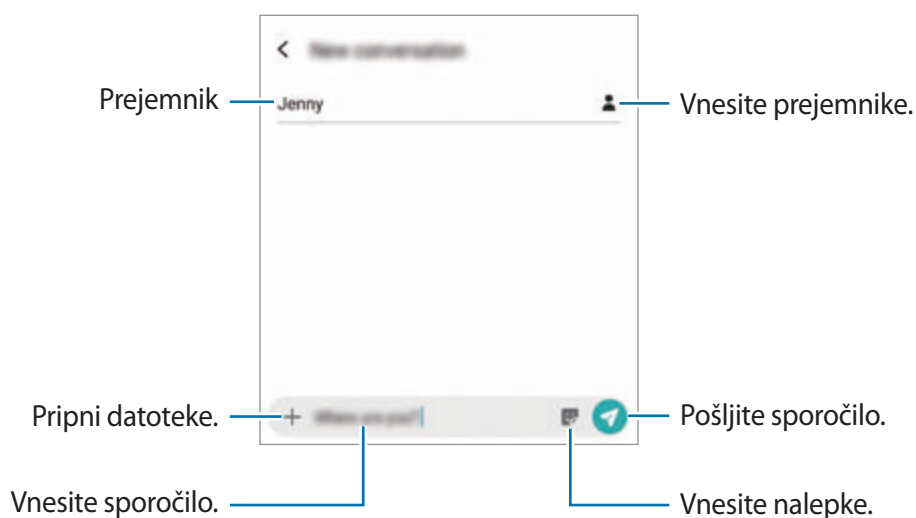 Prejemnik
Jenny
Vnesite prejemnike.
Pripni datoteke.
Pošljite sporočilo.
Vnesite sporočilo.
Vnesite nalepke.